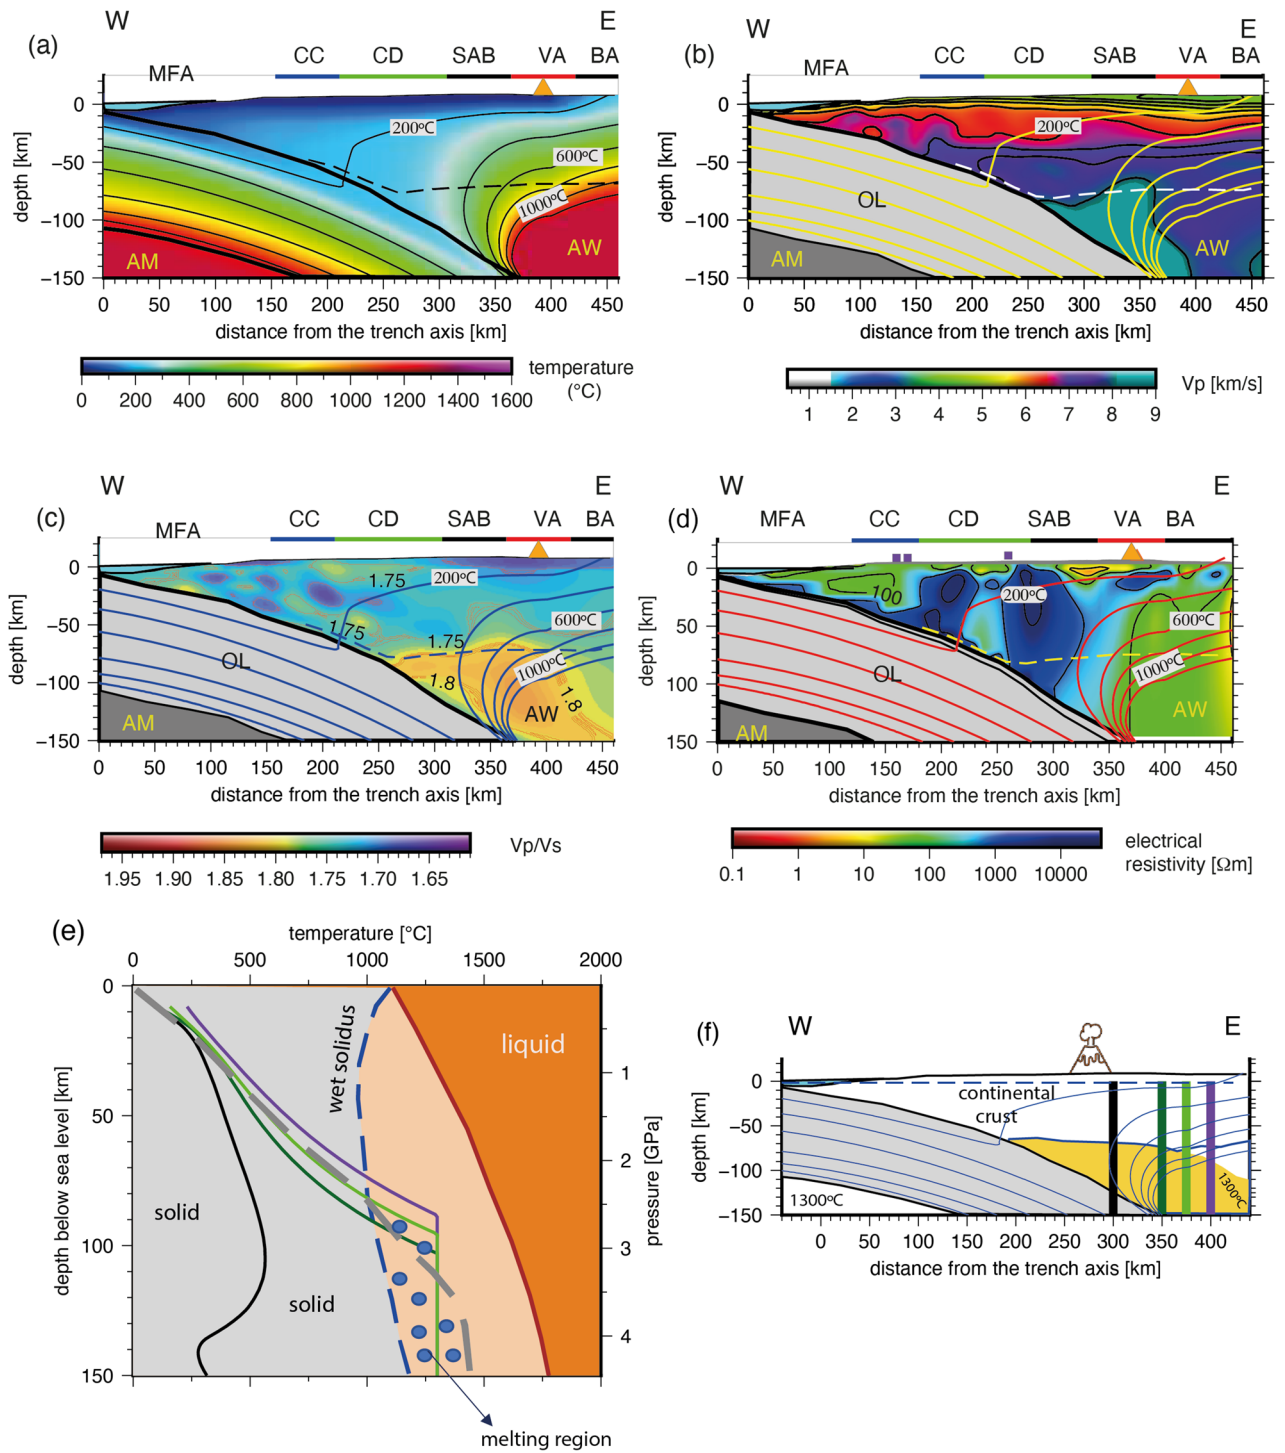 W E
(a)
CC CD SAB VA BA
MFA
0
−50
−100
−150
depth [km]
200ºC
600ºC
1000ºC
AM
AW
0 50 100 150 200 250 300 350 400 450
distance from the trench axis [km]
temperature
(°C)
0 200 400 600 800 1000 1200 1400 1600
W E
(b)
CC CD SAB VA BA
MFA
0
−50
−100
−150
depth [km]
200ºC
OL
AM
AW
0 50 100 150 200 250 300 350 400 450
distance from the trench axis [km]
Vp [km/s]
1 2 3 4 5 6 7 8 9
W E
(c)
CC CD SAB VA BA
MFA
0
−50
−100
−150
depth [km]
1.75
200ºC
1.75
1.75
600ºC
1000ºC
1.8
1.8
OL
AM
AW
0 50 100 150 200 250 300 350 400 450
distance from the trench axis [km]
Vp/Vs
1.95 1.90 1.85 1.80 1.75 1.70 1.65
W E
(d)
MFA CC CD SAB VA BA
0
50
100
150
depth [km]
100
200ºC
600ºC
1000ºC
OL
AM
AW
0 50 100 150 200 250 300 350 400 450
distance from the trench axis [km]
electrical
resistivity [Ωm]
0.1 1 10 100 1000 10000
(e)
temperature [°C]
0 500 1000 1500 2000
0
50
100
150
depth below sea level [km]
wet solidus
liquid
solid
solid
1
2
3
4
pressure [GPa]
melting region
(f)
W E
0
−50
−100
−150
depth [km]
continental
crust
1300ºC
1300ºC
0 50 100 150 200 250 300 350 400
distance from the trench axis [km]